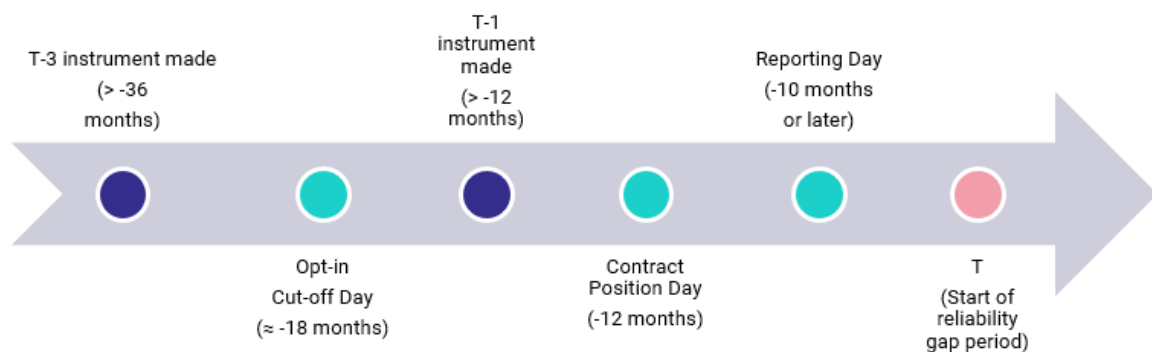 T-3 instrument made
(> -36
months)
Opt-in
Cut-off Day
(≈ -18 months)
T-1
instrument
made
(> -12
months)
Contract
Position Day
(-12 months)
Reporting Day
(-10 months
or later)
T
(Start of
reliability
gap period)